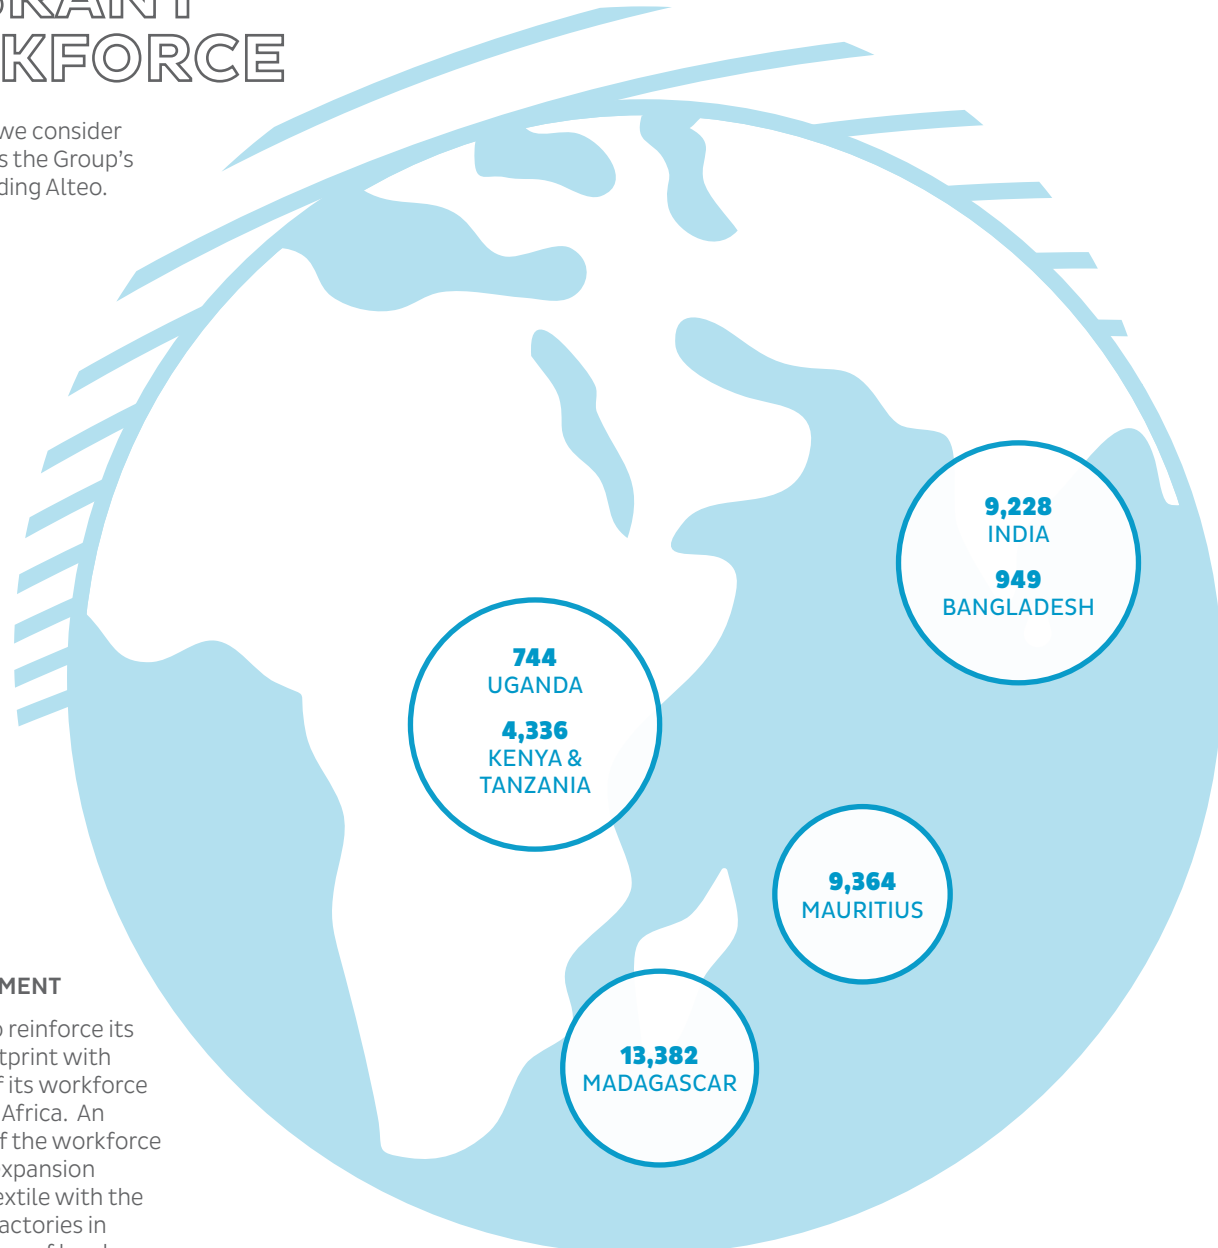 KFORCE
we consider
s the Group's
ding Alteo.
9,228
INDIA
949
BANGLADESH
744
UGANDA
4,336
KENYA &
TANZANIA
9,364
MAURITIUS
13,382
MADAGASCAR
MENT
reinforce its
tprint with
f its workforce
Africa. An
f the workforce
xpansion
extile with the
actories in